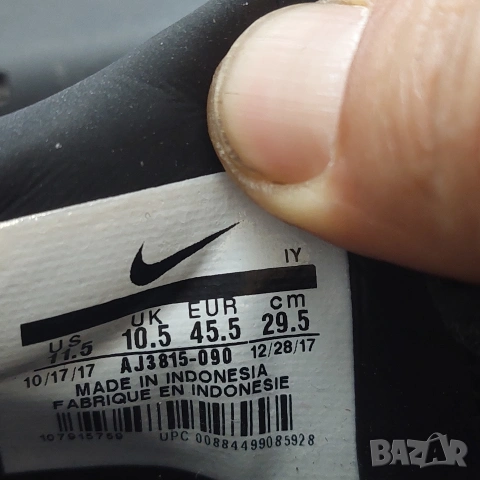 IY
US UK EUR cm
11.5 10.5 45.5 29.5
10/17/17 AJ3815-090 12/28/17
MADE IN INDONESIA
FABRIQUE EN INDONESIE
107915769 UPC 00884499085928
BAZAR